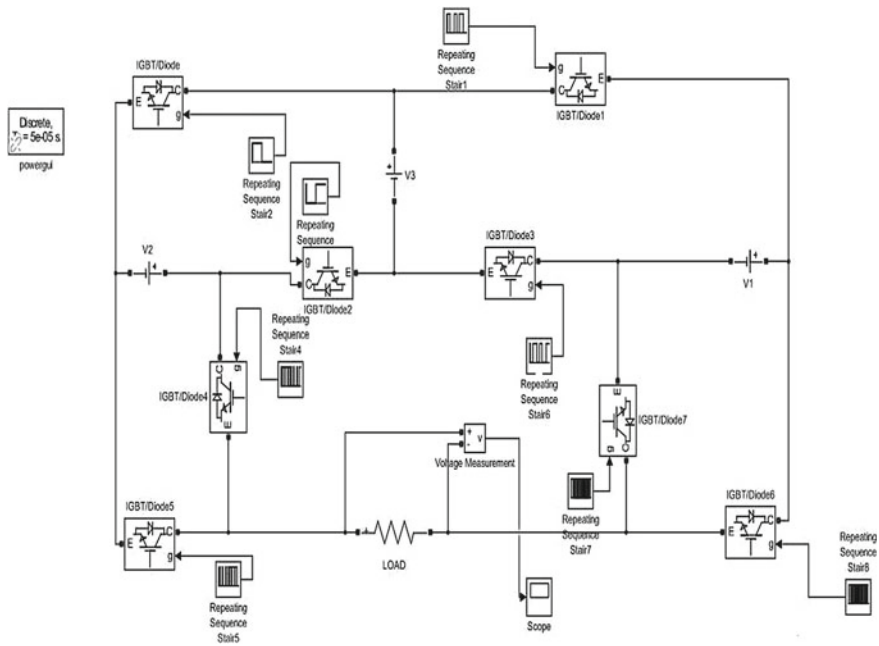 Repeating
Sequence
Stair1
IGBT/Diode
g
E
C
IGBT/Diode1
E
C
g
Discrete,
= 5e-05 s.
powergui
Repeating
Sequence
Stair2
+
V3
Repeating
Sequence
IGBT/Diode3
V2
+
g
C
E
IGBT/Diode2
E
C
g
+
V1
Repeating
Sequence
Stair4
C
g
E
IGBT/Diode4
Repeating
Sequence
Stair6
E
g
C
IGBT/Diode7
+
-
v
Voltage Measurement
IGBT/Diode5
E
C
g
+
LOAD
Repeating
Sequence
Stair7
IGBT/Diode6
E
C
g
Repeating
Sequence
Stair5
Scope
Repeating
Sequence
Stair8